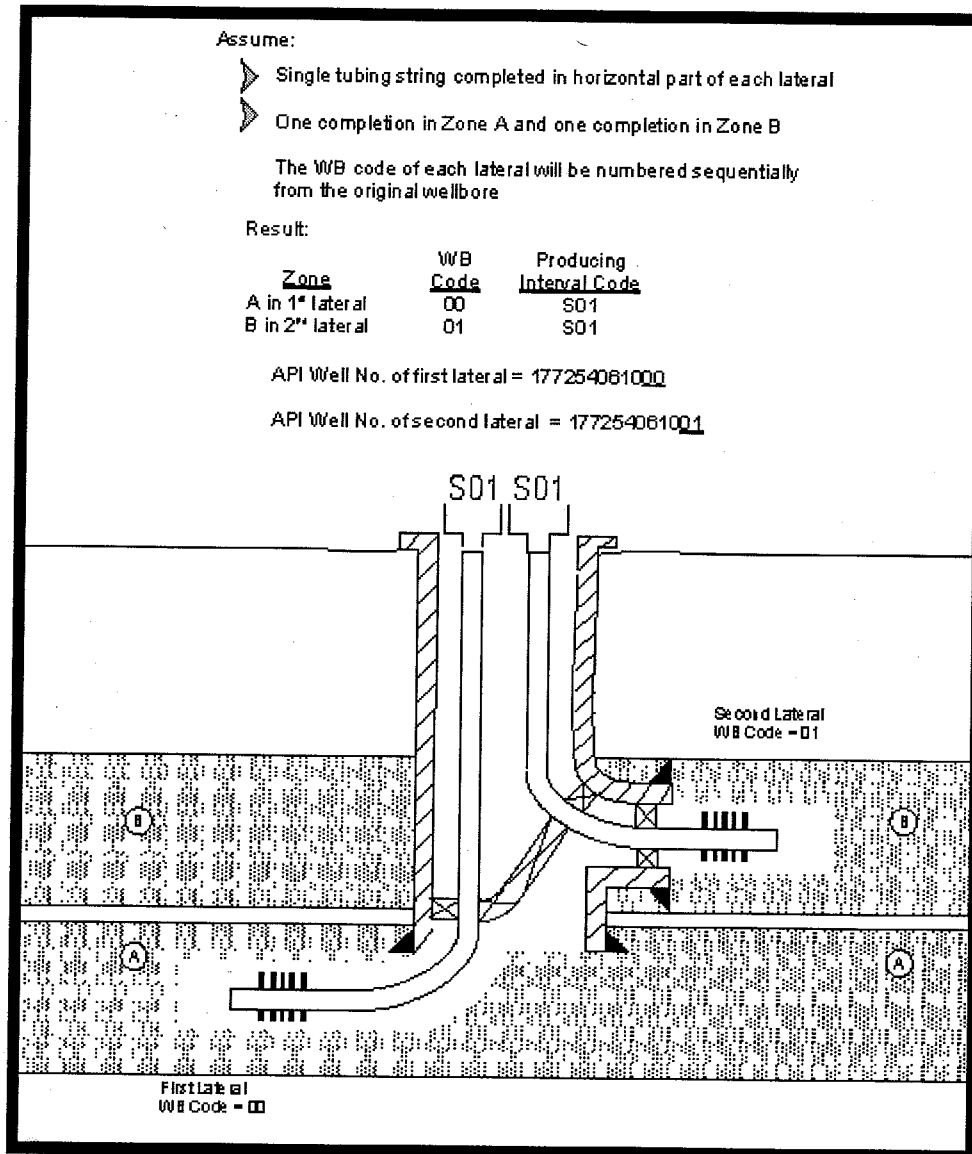 Assume:
Single tubing string completed in horizontal part of each lateral
One completion in Zone A and one completion in Zone B
The WB code of each lateral will be numbered sequentially
from the original wellbore
Result:
WB Producing
Zone Code Interval Code
A in 1st lateral 00 S01
B in 2nd lateral 01 S01
API Well No. of first lateral = 177254061000
API Well No. of second lateral = 177254061001
S01 S01
Second Lateral
WB Code = 01
B B
A A
First Lateral
WB Code = 00